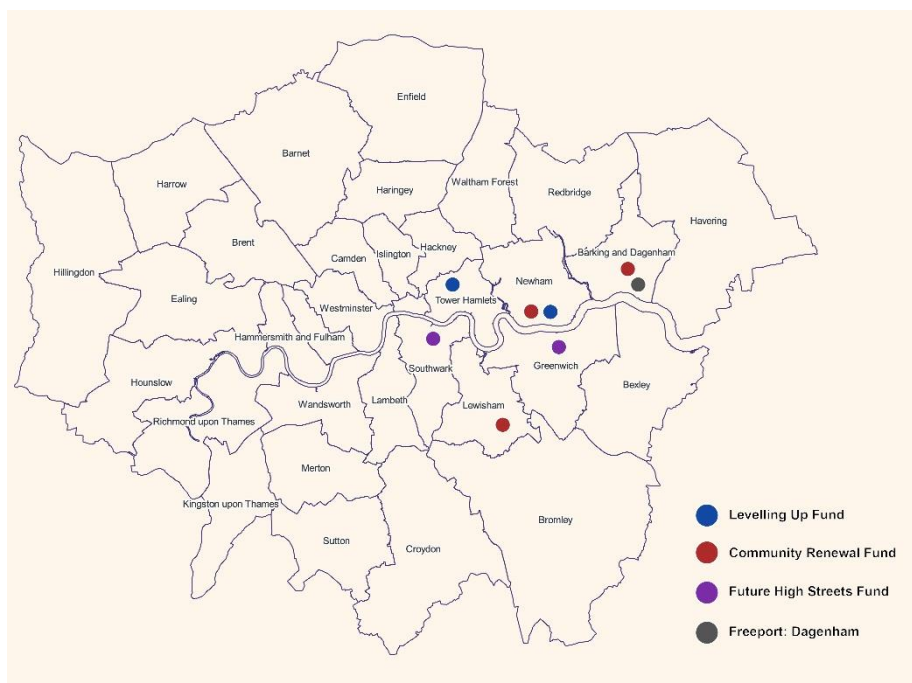 Enfield
Barnet
Harrow
Haringey
Waltham Forest
Redbridge
Havering
Brent
Hackney
Islington
Camden
Barking and Dagenham
Hillingdon
Newham
Ealing
Tower Hamlets
Westminster
Hammersmith and Fulham
Greenwich
Southwark
Hounslow
Bexley
Wandsworth
Lambeth
Lewisham
Richmond upon Thames
Merton
Kingston upon Thames
Sutton
Croydon
Bromley
Levelling Up Fund
Community Renewal Fund
Future High Streets Fund
Freeport: Dagenham